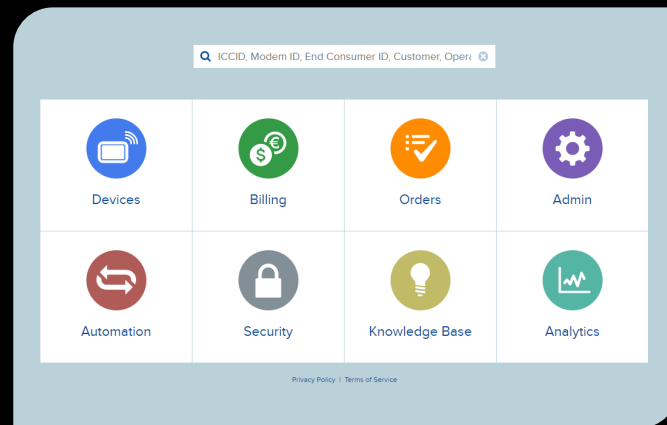 ICCID, Modem ID, End Consumer ID, Customer, Opera
Devices
Billing
Orders
Admin
Automation
Security
Knowledge Base
Analytics
Privacy Policy | Terms of Service